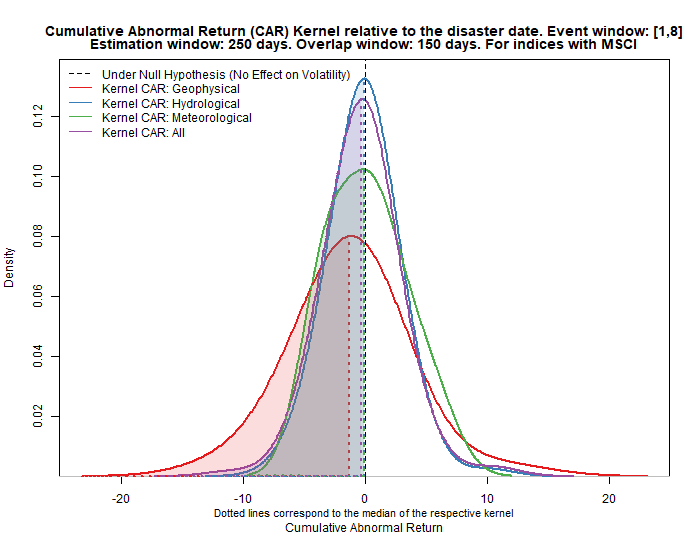 Cumulative Abnormal Return (CAR) Kernel relative to the disaster date. Event window: [1,8]
Estimation window: 250 days. Overlap window: 150 days. For indices with MSCI
Under Null Hypothesis (No Effect on Volatility)
Kernel CAR: Geophysical
Kernel CAR: Hydrological
Kernel CAR: Meteorological
Kernel CAR: All
Density
0.12
0.10
0.08
0.06
0.04
0.02
-20 -10 0 10 20
Dotted lines correspond to the median of the respective kernel
Cumulative Abnormal Return